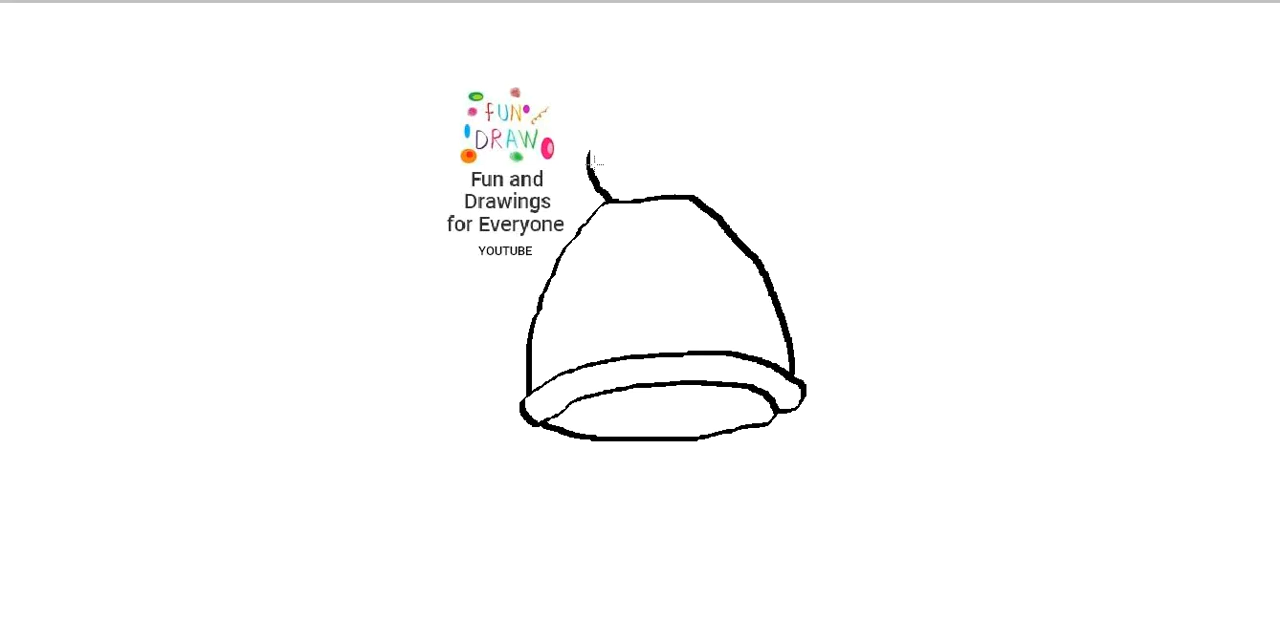 FUN
DRAW
Fun and
Drawings
for Everyone
YOUTUBE